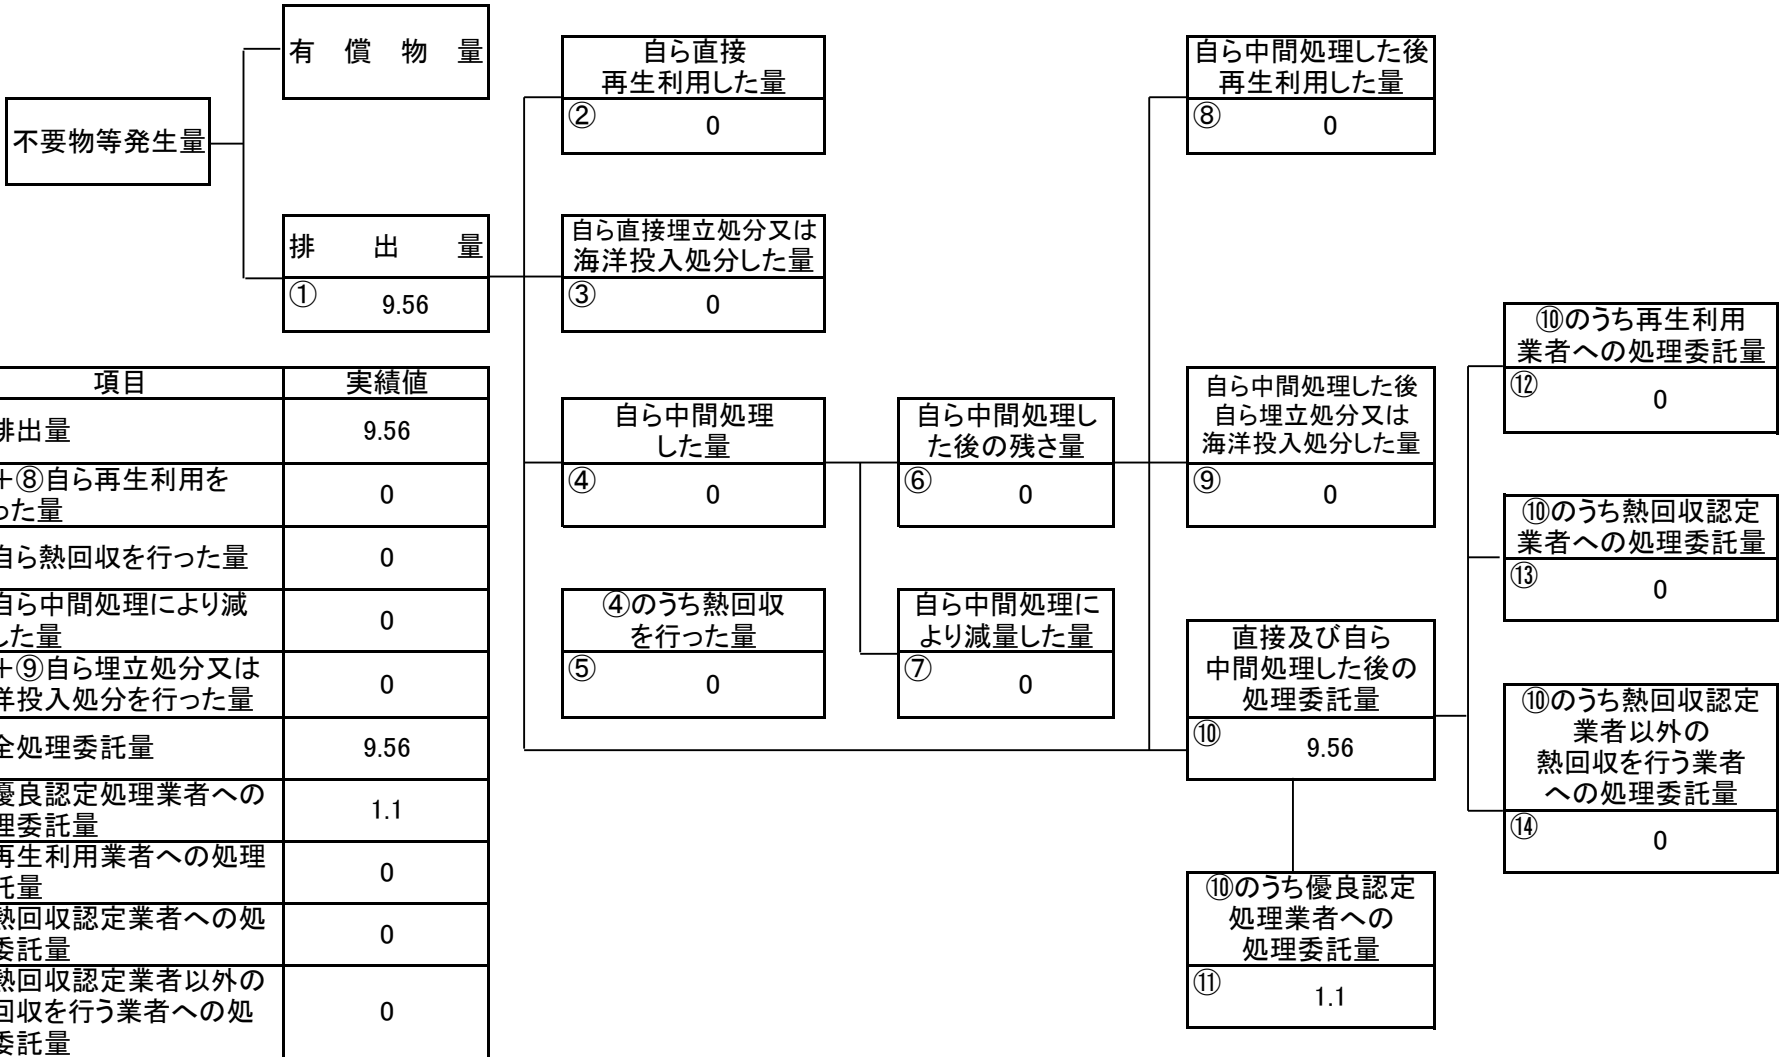 不要物等発生量
有償物量
排出量
① 9.56
自ら直接
再生利用した量
② 0
自ら直接埋立処分又は
海洋投入処分した量
③ 0
自ら中間処理
した量
④ 0
④のうち熱回収
を行った量
⑤ 0
自ら中間処理し
た後の残さ量
⑥ 0
自ら中間処理に
より減量した量
⑦ 0
自ら中間処理した後
再生利用した量
⑧ 0
自ら中間処理した後
自ら埋立処分又は
海洋投入処分した量
⑨ 0
直接及び自ら
中間処理した後の
処理委託量
⑩ 9.56
⑩のうち優良認定
処理業者への
処理委託量
⑪ 1.1
⑩のうち再生利用
業者への処理委託量
⑫ 0
⑩のうち熱回収認定
業者への処理委託量
⑬ 0
⑩のうち熱回収認定
業者以外の
熱回収を行う業者
への処理委託量
⑭ 0
項目 実績値
排出量 9.56
+⑧自ら再生利用を
った量 0
自ら熱回収を行った量 0
自ら中間処理により減
した量 0
+⑨自ら埋立処分又は
洋投入処分を行った量 0
全処理委託量 9.56
優良認定処理業者への
理委託量 1.1
再生利用業者への処理
託量 0
熱回収認定業者への処
委託量 0
熱回収認定業者以外の
回収を行う業者への処
委託量 0